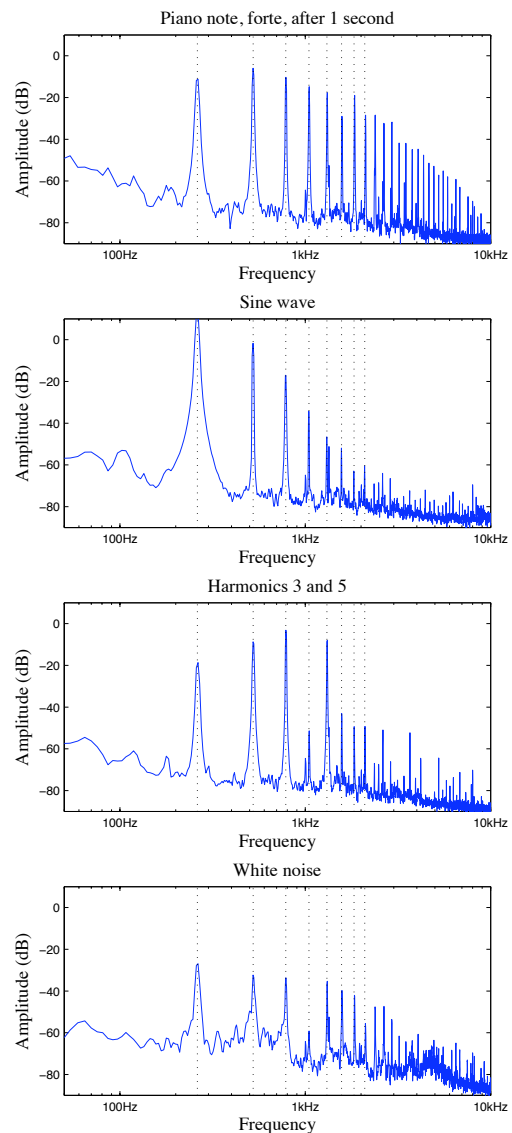 Piano note, forte, after 1 second
0
−20
−40
−60
−80
Amplitude (dB)
100Hz 1kHz 10kHz
Frequency
Sine wave
0
−20
−40
−60
−80
Amplitude (dB)
100Hz 1kHz 10kHz
Frequency
Harmonics 3 and 5
0
−20
−40
−60
−80
Amplitude (dB)
100Hz 1kHz 10kHz
Frequency
White noise
0
−20
−40
−60
−80
Amplitude (dB)
100Hz 1kHz 10kHz
Frequency